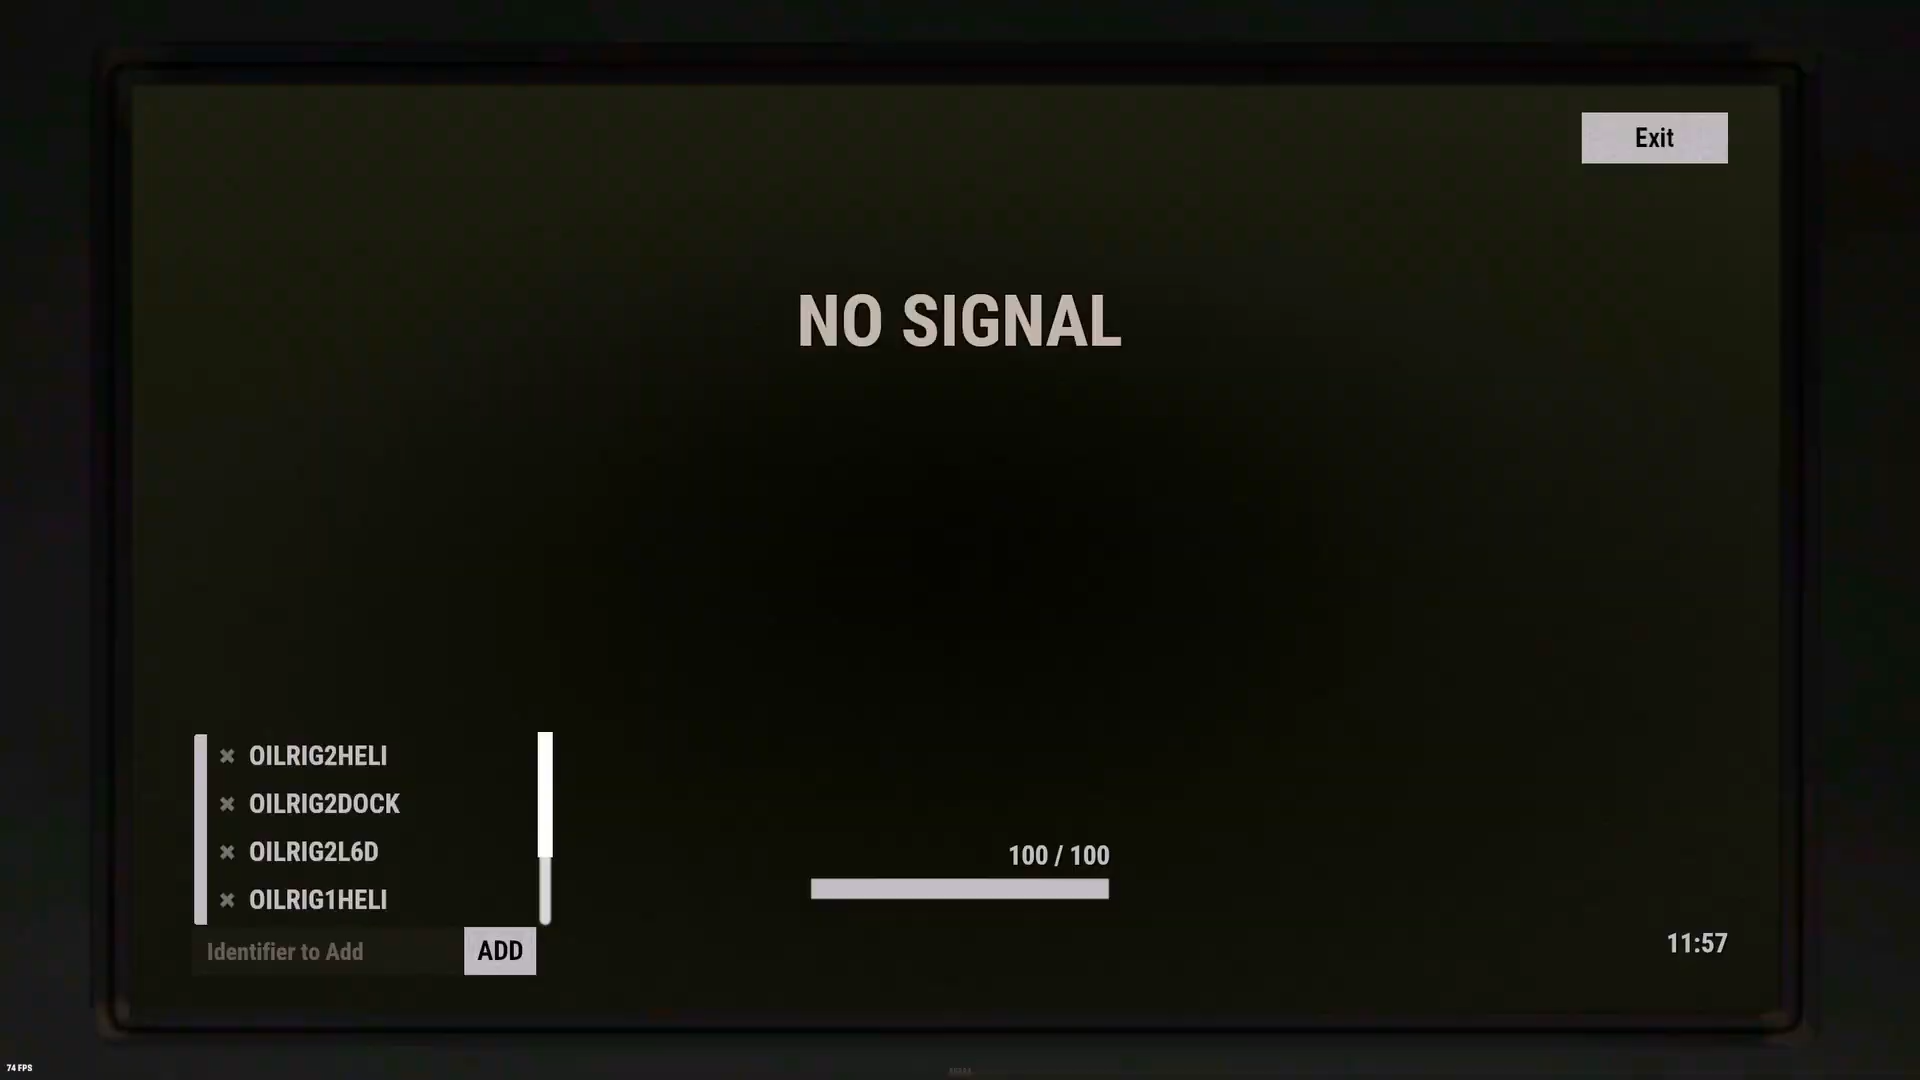 Exit
NO SIGNAL
✖ OILRIG2HELI
✖ OILRIG2DOCK
✖ OILRIG2L6D
✖ OILRIG1HELI
Identifier to Add
ADD
100 / 100
11:57
74 FPS